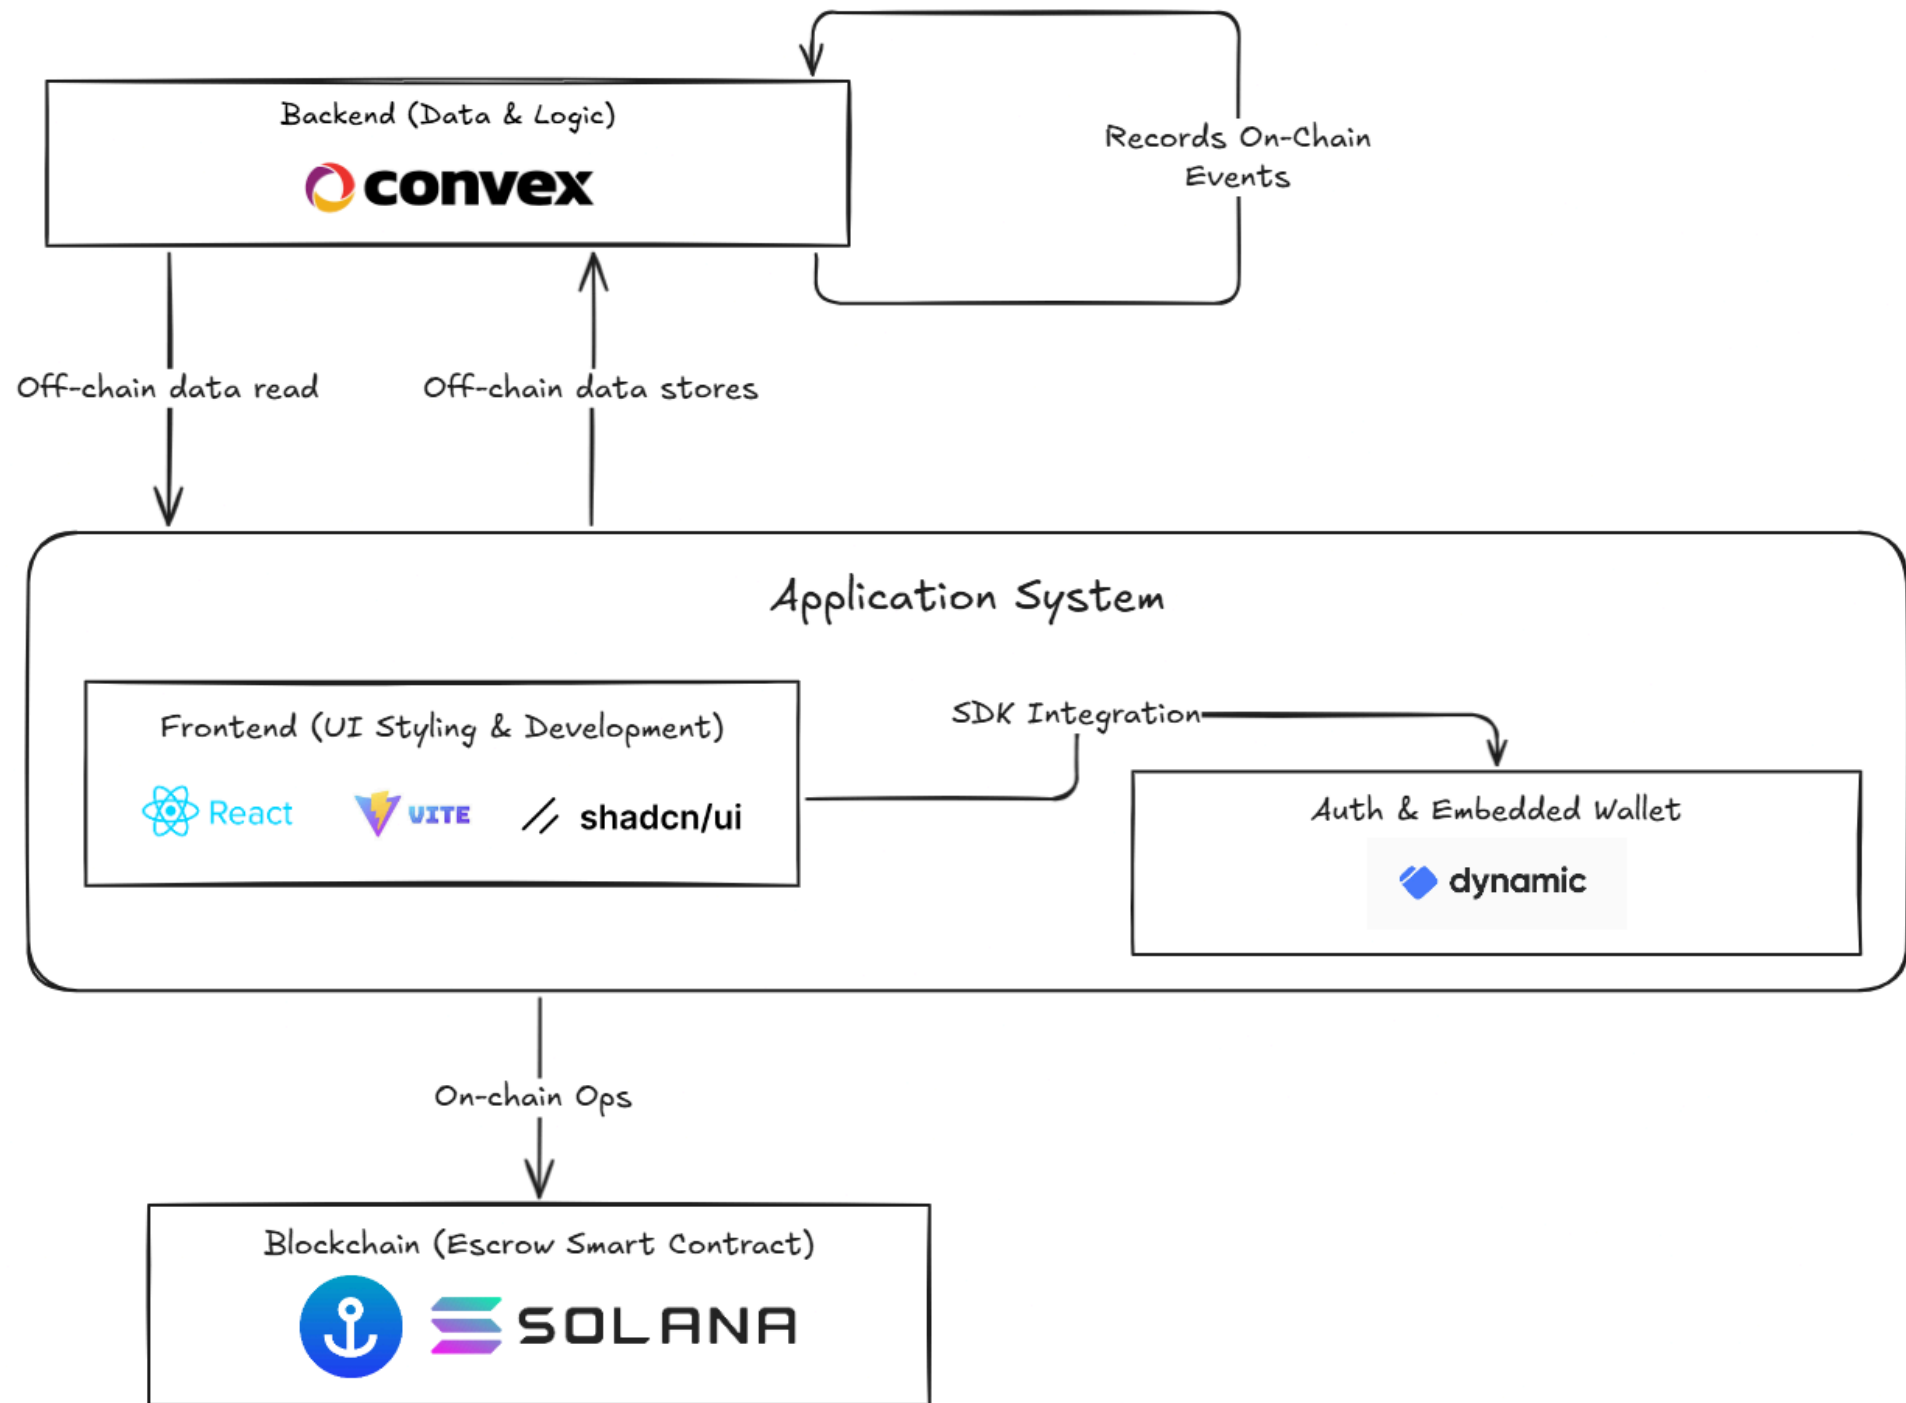 Backend (Data & Logic)
convex
Records On-Chain
Events
Off-chain data read
Off-chain data stores
Application System
Frontend (UI Styling & Development)
React
VITE
shadcn/ui
SDK Integration
Auth & Embedded Wallet
dynamic
On-chain Ops
Blockchain (Escrow Smart Contract)
SOLANA